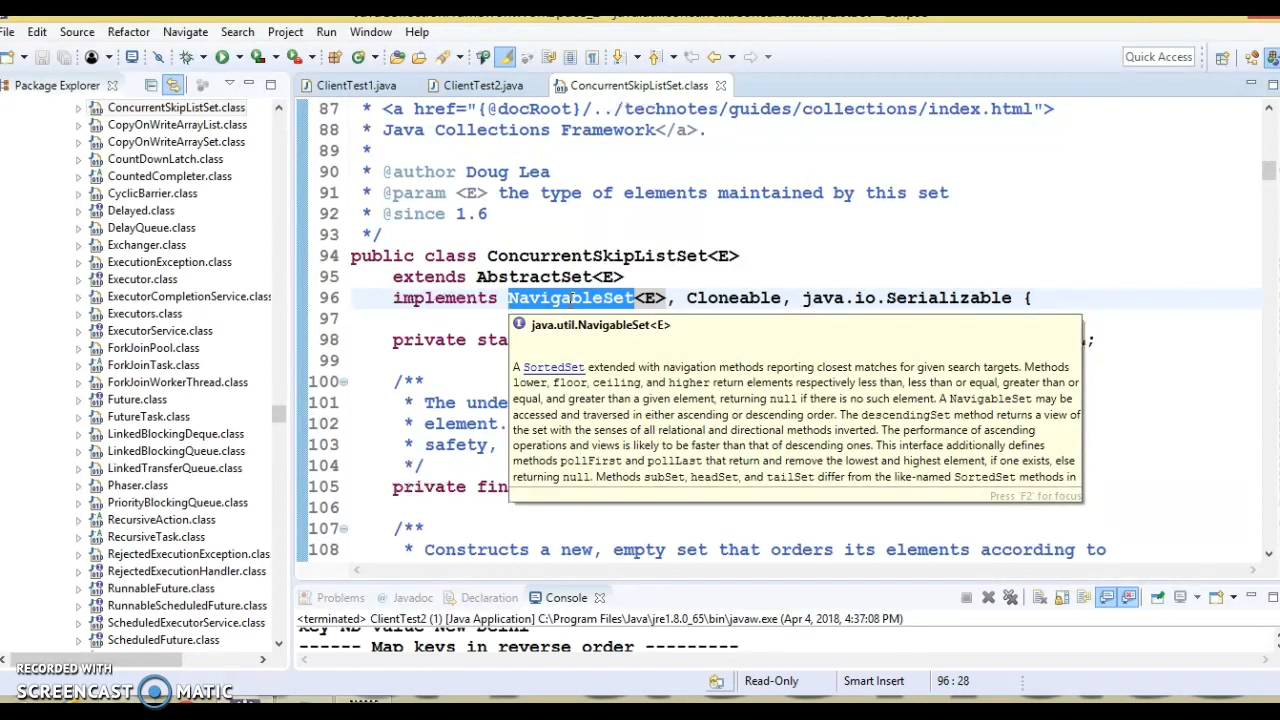 File Edit Source Refactor Navigate Search Project Run Window Help
Quick Access
Package Explorer
ClientTest1.java
ClientTest2.java
ConcurrentSkipListSet.class
ConcurrentSkipListSet.class
CopyOnWriteArrayList.class
CopyOnWriteArraySet.class
CountDownLatch.class
CountedCompleter.class
CyclicBarrier.class
Delayed.class
DelayQueue.class
Exchanger.class
ExecutionException.class
Executor.class
ExecutorCompletionService.class
Executors.class
ExecutorService.class
ForkJoinPool.class
ForkJoinTask.class
ForkJoinWorkerThread.class
Future.class
FutureTask.class
LinkedBlockingDeque.class
LinkedBlockingQueue.class
LinkedTransferQueue.class
Phaser.class
PriorityBlockingQueue.class
RecursiveAction.class
RecursiveTask.class
RejectedExecutionException.clas
RejectedExecutionHandler.class
RunnableFuture.class
RunnableScheduledFuture.class
ScheduledExecutorService.class
ScheduledFuture.class
87 * <a href="{@docRoot}/../technotes/guides/collections/index.html">
88 * Java Collections Framework</a>.
89 *
90 * @author Doug Lea
91 * @param <E> the type of elements maintained by this set
92 * @since 1.6
93 */
94 public class ConcurrentSkipListSet<E>
95 extends AbstractSet<E>
96 implements NavigableSet<E>, Cloneable, java.io.Serializable {
97
98 private sta ;
99
100 /**
101 * The unde
102 * element.
103 * safety,
104 */
105 private fin
106
107 /**
108 * Constructs a new, empty set that orders its elements according to
java.util.NavigableSet<E>
A SortedSet extended with navigation methods reporting closest matches for given search targets. Methods
lower, floor, ceiling, and higher return elements respectively less than, less than or equal, greater than or
equal, and greater than a given element, returning null if there is no such element. A NavigableSet may be
accessed and traversed in either ascending or descending order. The descendingSet method returns a view of
the set with the senses of all relational and directional methods inverted. The performance of ascending
operations and views is likely to be faster than that of descending ones. This interface additionally defines
methods pollFirst and pollLast that return and remove the lowest and highest element, if one exists, else
returning null. Methods subSet, headSet, and tailSet differ from the like-named SortedSet methods in
Press 'F2' for focus
Problems Javadoc Declaration Console
<terminated> ClientTest2 (1) [Java Application] C:\Program Files\Java\jre1.8.0_65\bin\javaw.exe (Apr 4, 2018, 4:37:08 PM)
Key ND Value New Delhi
------ Map keys in reverse order ---------
Read-Only Smart Insert 96 : 28
RECORDED WITH
SCREENCAST MATIC